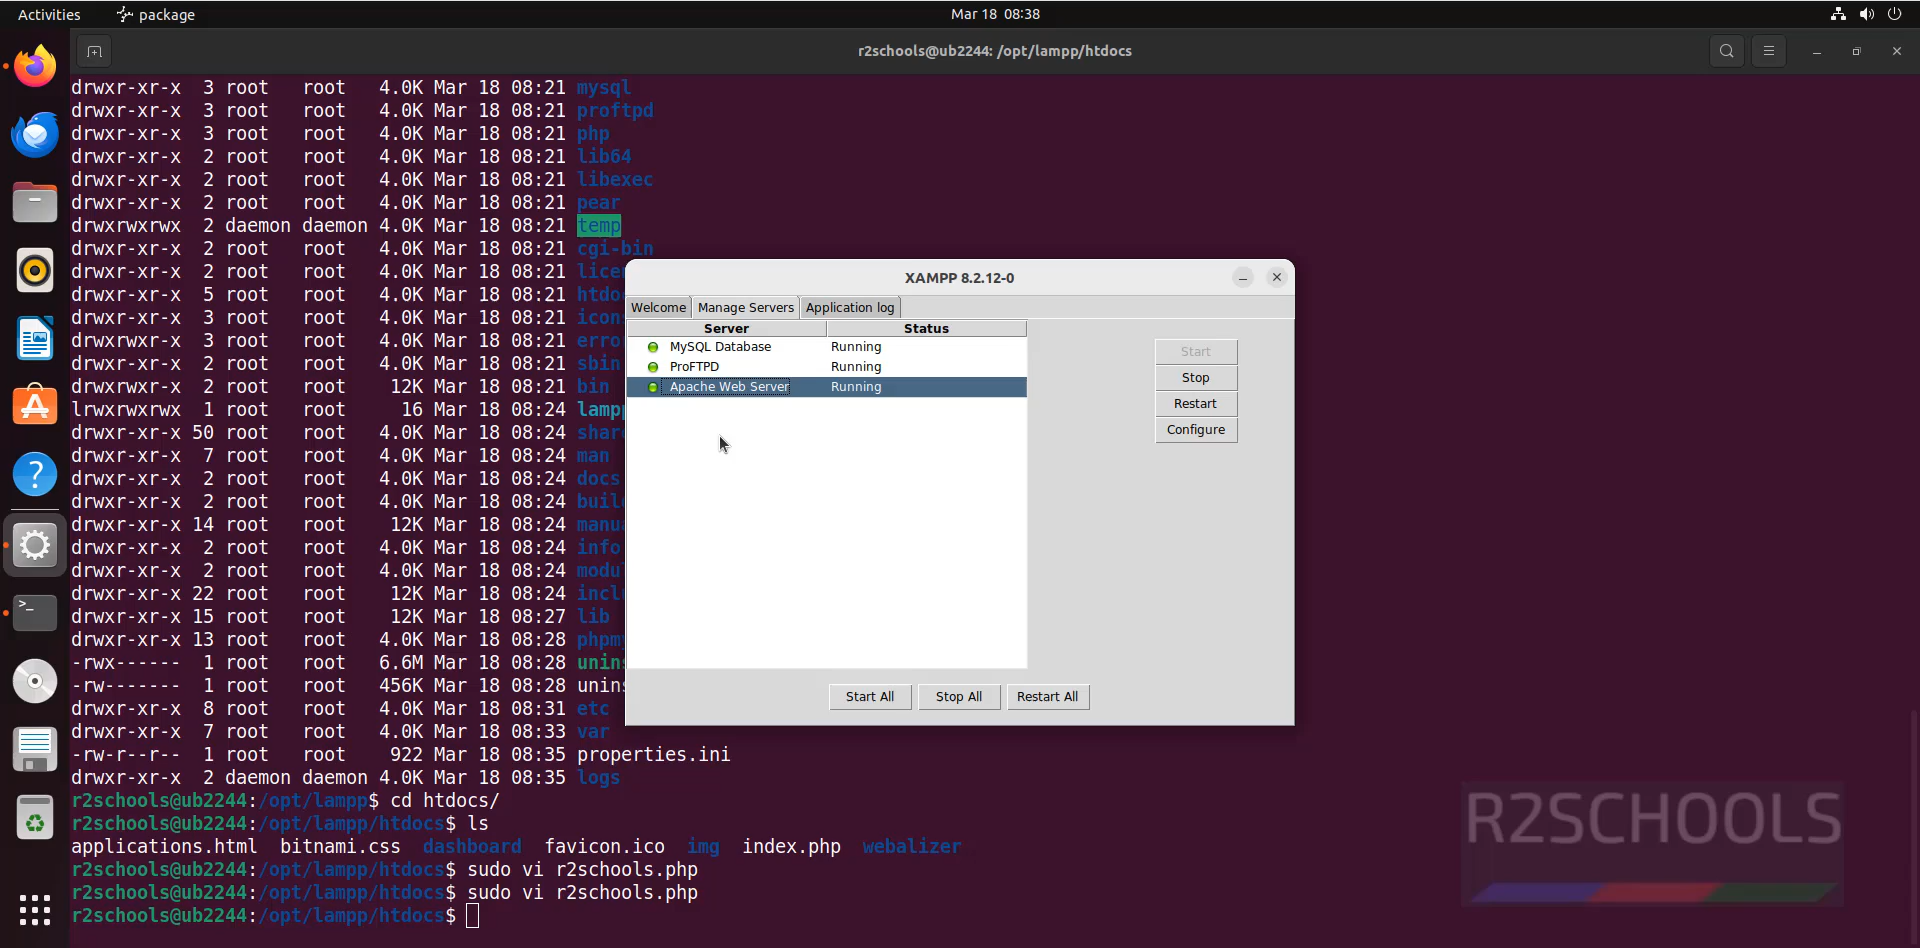 Activities package Mar 18 08:38
r2schools@ub2244: /opt/lampp/htdocs
drwxr-xr-x 3 root root 4.0K Mar 18 08:21 mysql
drwxr-xr-x 3 root root 4.0K Mar 18 08:21 proftpd
drwxr-xr-x 3 root root 4.0K Mar 18 08:21 php
drwxr-xr-x 2 root root 4.0K Mar 18 08:21 lib64
drwxr-xr-x 2 root root 4.0K Mar 18 08:21 libexec
drwxr-xr-x 2 root root 4.0K Mar 18 08:21 pear
drwxrwxrwx 2 daemon daemon 4.0K Mar 18 08:21 temp
drwxr-xr-x 2 root root 4.0K Mar 18 08:21 cgi-bin
drwxr-xr-x 2 root root 4.0K Mar 18 08:21 lice
drwxr-xr-x 5 root root 4.0K Mar 18 08:21 htdo
drwxrwxr-x 3 root root 4.0K Mar 18 08:21 icon
drwxrwxr-x 3 root root 4.0K Mar 18 08:21 erro
drwxr-xr-x 2 root root 4.0K Mar 18 08:21 sbin
drwxrwxr-x 2 root root 12K Mar 18 08:21 bin
lrwxrwxrwx 1 root root 16 Mar 18 08:24 lamp
drwxr-xr-x 50 root root 4.0K Mar 18 08:24 shar
drwxr-xr-x 7 root root 4.0K Mar 18 08:24 man
drwxr-xr-x 2 root root 4.0K Mar 18 08:24 docs
drwxr-xr-x 2 root root 4.0K Mar 18 08:24 buil
drwxrwxr-x 14 root root 12K Mar 18 08:24 manu
drwxr-xr-x 2 root root 4.0K Mar 18 08:24 info
drwxr-xr-x 2 root root 4.0K Mar 18 08:24 modu
drwxrwxr-x 22 root root 12K Mar 18 08:24 incl
drwxr-xr-x 15 root root 12K Mar 18 08:27 lib
drwxr-xr-x 13 root root 4.0K Mar 18 08:28 phpm
-rwx------ 1 root root 6.6M Mar 18 08:28 unins
-rw------- 1 root root 456K Mar 18 08:28 unins
drwxr-xr-x 8 root root 4.0K Mar 18 08:31 etc
drwxr-xr-x 7 root root 4.0K Mar 18 08:33 var
-rw-r--r-- 1 root root 922 Mar 18 08:35 properties.ini
drwxr-xr-x 2 daemon daemon 4.0K Mar 18 08:35 logs
r2schools@ub2244:/opt/lampp$ cd htdocs/
r2schools@ub2244:/opt/lampp/htdocs$ ls
applications.html bitnami.css dashboard favicon.ico img index.php webalizer
r2schools@ub2244:/opt/lampp/htdocs$ sudo vi r2schools.php
r2schools@ub2244:/opt/lampp/htdocs$ sudo vi r2schools.php
r2schools@ub2244:/opt/lampp/htdocs$
XAMPP 8.2.12-0
Welcome Manage Servers Application log
Server Status
MySQL Database Running
ProFTPD Running
Apache Web Server Running
Start
Stop
Restart
Configure
Start All Stop All Restart All
R2SCHOOLS